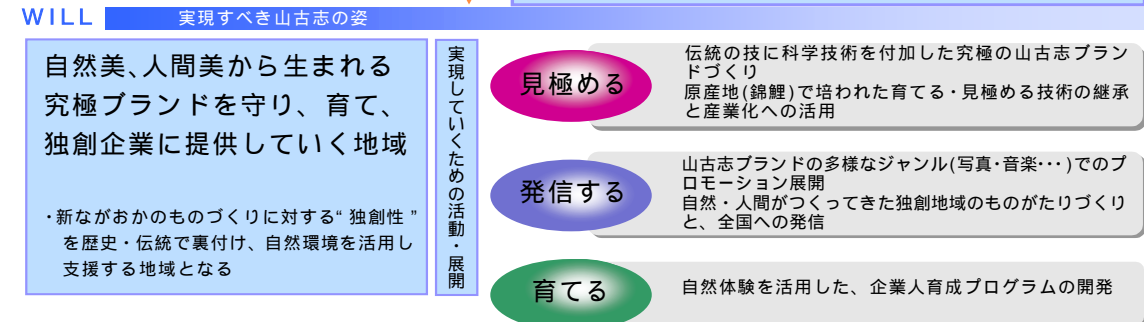 WILL 実現すべき山古志の姿
自然美、人間美から生まれる
究極ブランドを守り、育て、
独創企業に提供していく地域
・新ながおかのものづくりに対する“独創性”
を歴史・伝統で裏付け、自然環境を活用し
支援する地域となる
実現していくための活動・展開
見極める
伝統の技に科学技術を付加した究極の山古志ブラン
ドづくり
原産地(錦鯉)で培われた育てる・見極める技術の継承
と産業化への活用
発信する
山古志ブランドの多様なジャンル(写真・音楽・・・)でのプ
ロモーション展開
自然・人間がつくってきた独創地域のものがたりづくり
と、全国への発信
育てる
自然体験を活用した、企業人育成プログラムの開発